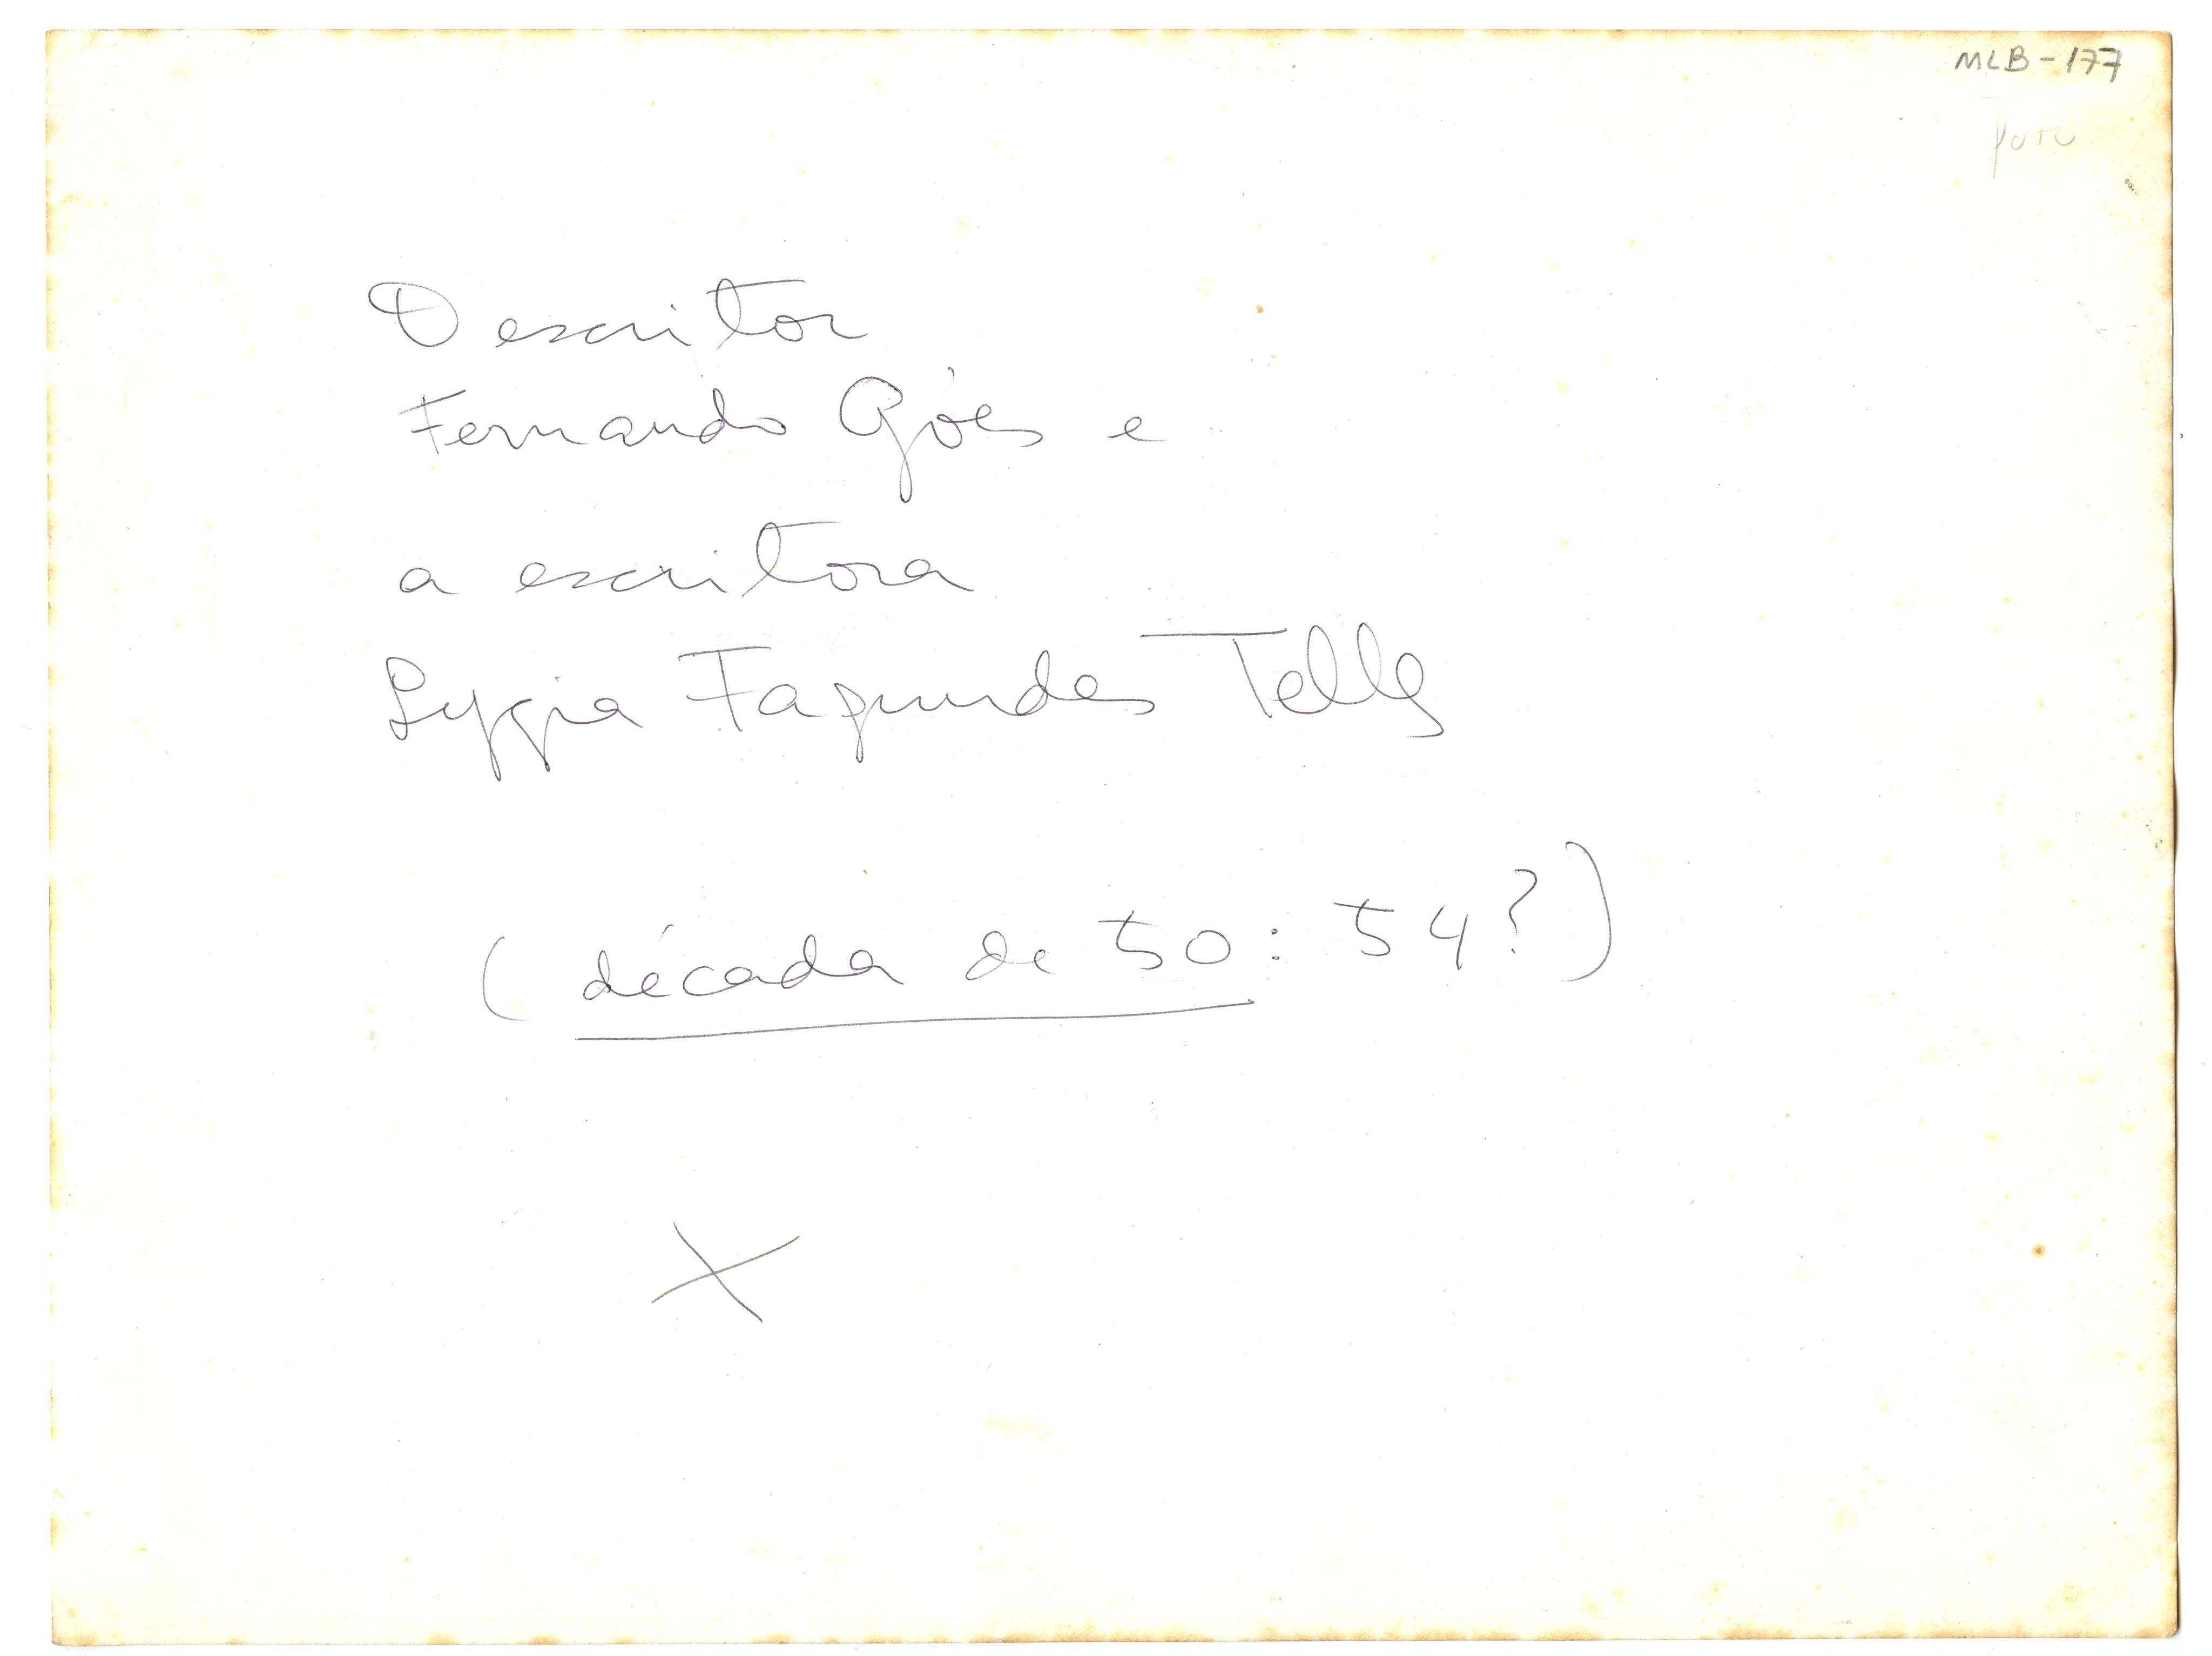 MLB-177
foto
O escritor
Fernando Góes e
a escritora
Lygia Fagundes Telles
(década de 50: 54?)
X